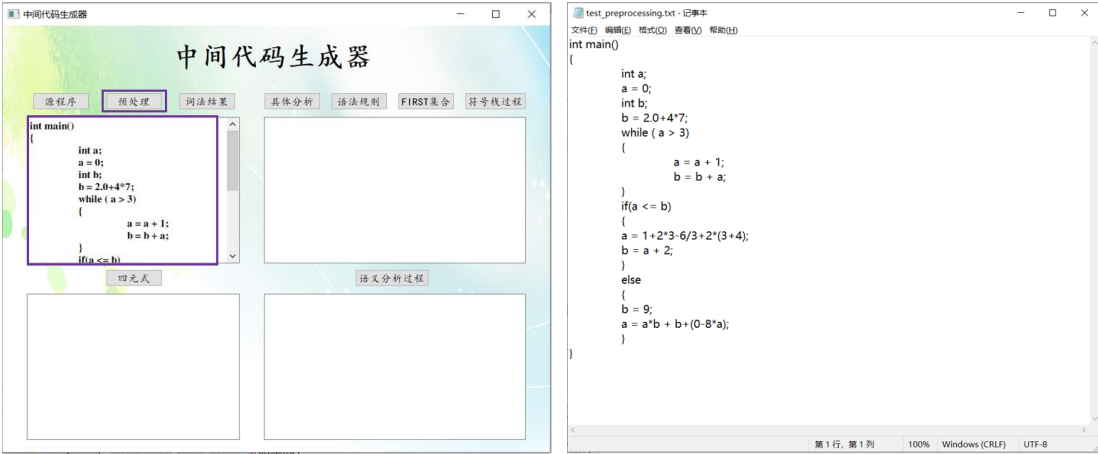 中间代码生成器
中间代码生成器
源程序 预处理 词法结果 具体分析 语法规则 FIRST集合 符号栈过程
int main()
{
int a;
a = 0;
int b;
b = 2.0+4*7;
while ( a > 3)
{
a = a + 1;
b = b + a;
}
if(a <= b)
四元式 语义分析过程
test_preprocessing.txt - 记事本
文件(F) 编辑(E) 格式(O) 查看(V) 帮助(H)
int main()
{
int a;
a = 0;
int b;
b = 2.0+4*7;
while ( a > 3)
{
a = a + 1;
b = b + a;
}
if(a <= b)
{
a = 1+2*3-6/3+2*(3+4);
b = a + 2;
}
else
{
b = 9;
a = a*b + b+(0-8*a);
}
}
第 1 行，第 1 列 100% Windows (CRLF) UTF-8